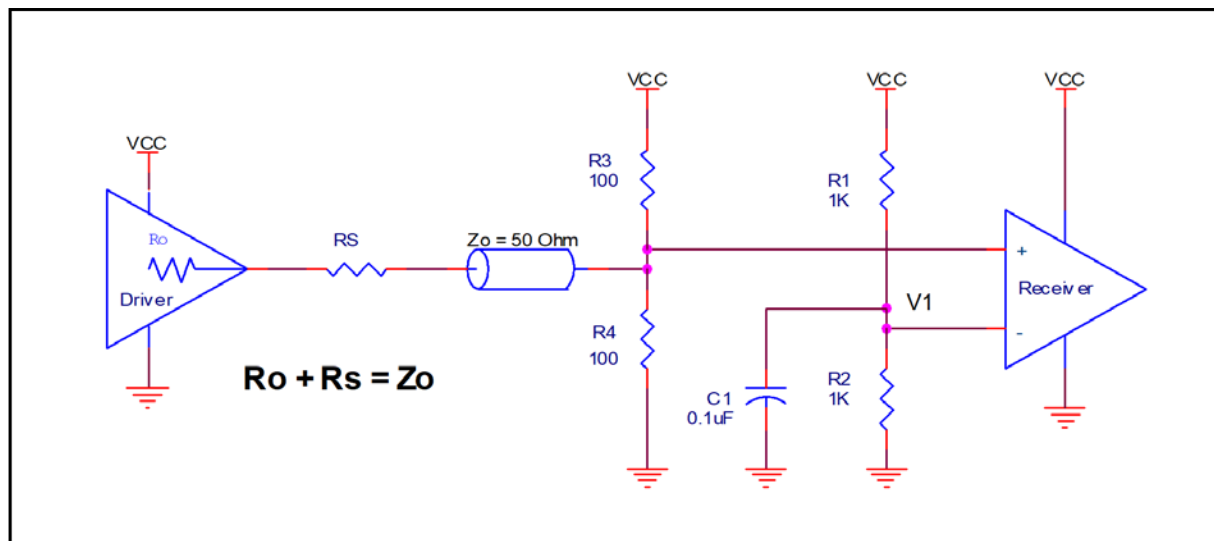 VCC
Ro
Driver
RS
Zo = 50 Ohm
Ro + Rs = Zo
VCC
R3
100
R4
100
VCC
R1
1K
V1
C1
0.1uF
R2
1K
VCC
+
Receiver
-